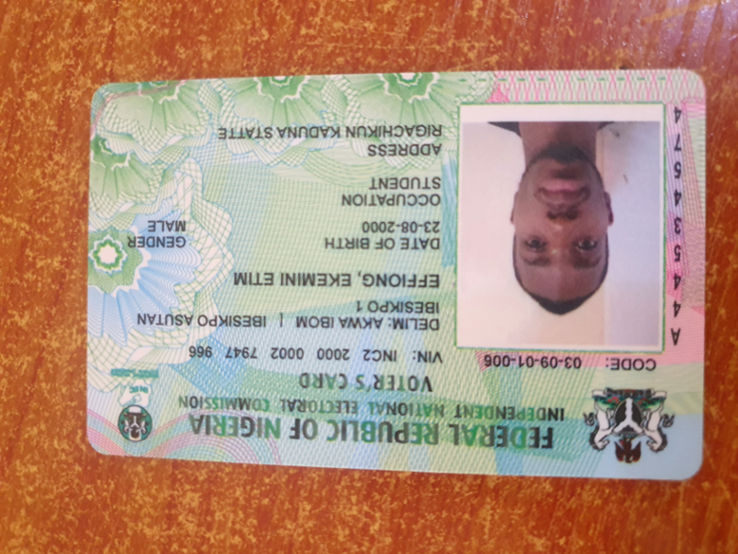 FEDERAL REPUBLIC OF NIGERIA
INDEPENDENT NATIONAL ELECTORAL COMMISSION
VOTER'S CARD
CODE: 03-09-01-006
VIN: INC2 2000 0002 7947 966
DELIM: AKWA IBOM | IBESIKPO ASUTAN
IBESIKPO 1
EFFIONG, EKEMINI ETIM
DATE OF BIRTH
23-08-2000
GENDER
MALE
OCCUPATION
STUDENT
ADDRESS
RIGACHIKUN KADUNA STATTE
A
4
4
5
3
4
5
7
4